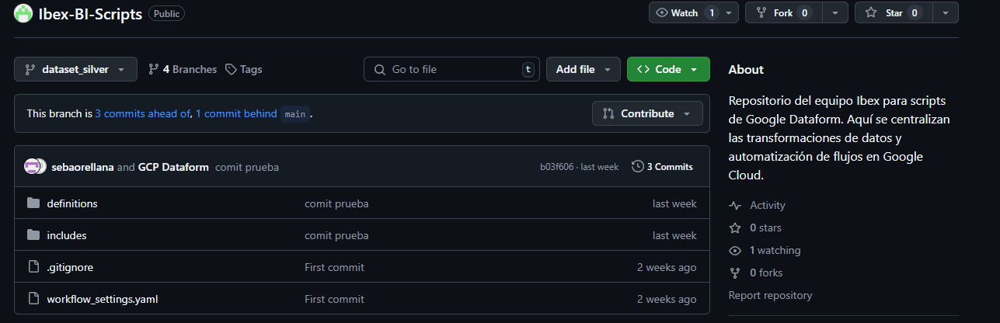 Ibex-BI-Scripts Public
Watch 1
Fork 0
Star 0
dataset_silver
4 Branches
Tags
Go to file t
Add file
Code
This branch is 3 commits ahead of, 1 commit behind main .
Contribute
sebaorellana and GCP Dataform comit prueba
b03f606 · last week
3 Commits
definitions comit prueba last week
includes comit prueba last week
.gitignore First commit 2 weeks ago
workflow_settings.yaml First commit 2 weeks ago
About
Repositorio del equipo Ibex para scripts
de Google Dataform. Aquí se centralizan
las transformaciones de datos y
automatización de flujos en Google
Cloud.
Activity
0 stars
1 watching
0 forks
Report repository